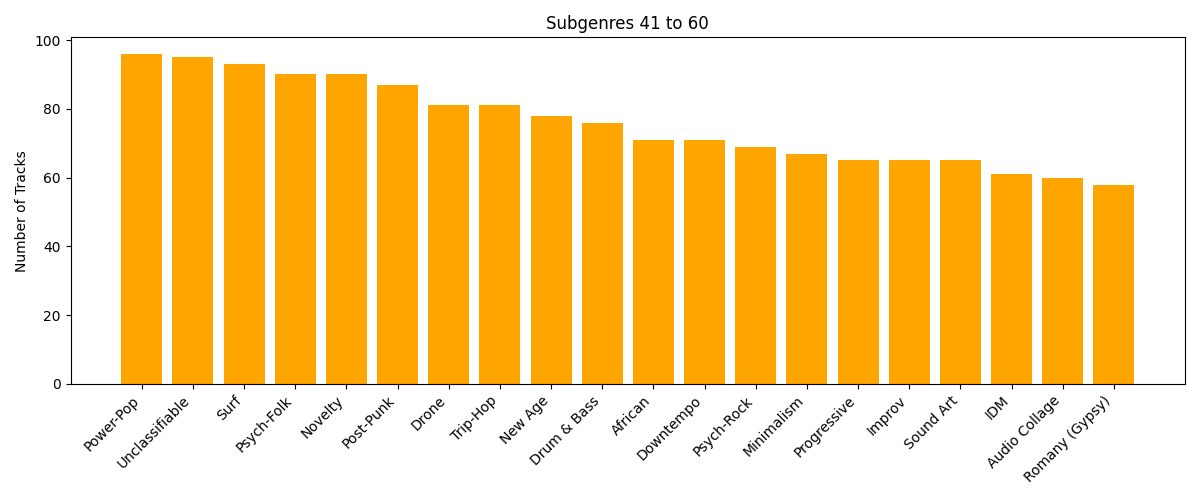 Subgenres 41 to 60
Number of Tracks
100
80
60
40
20
0
Power-Pop
Unclassifiable
Surf
Psych-Folk
Novelty
Post-Punk
Drone
Trip-Hop
New Age
Drum & Bass
African
Downtempo
Psych-Rock
Minimalism
Progressive
Improv
Sound Art
IDM
Audio Collage
Romany (Gypsy)